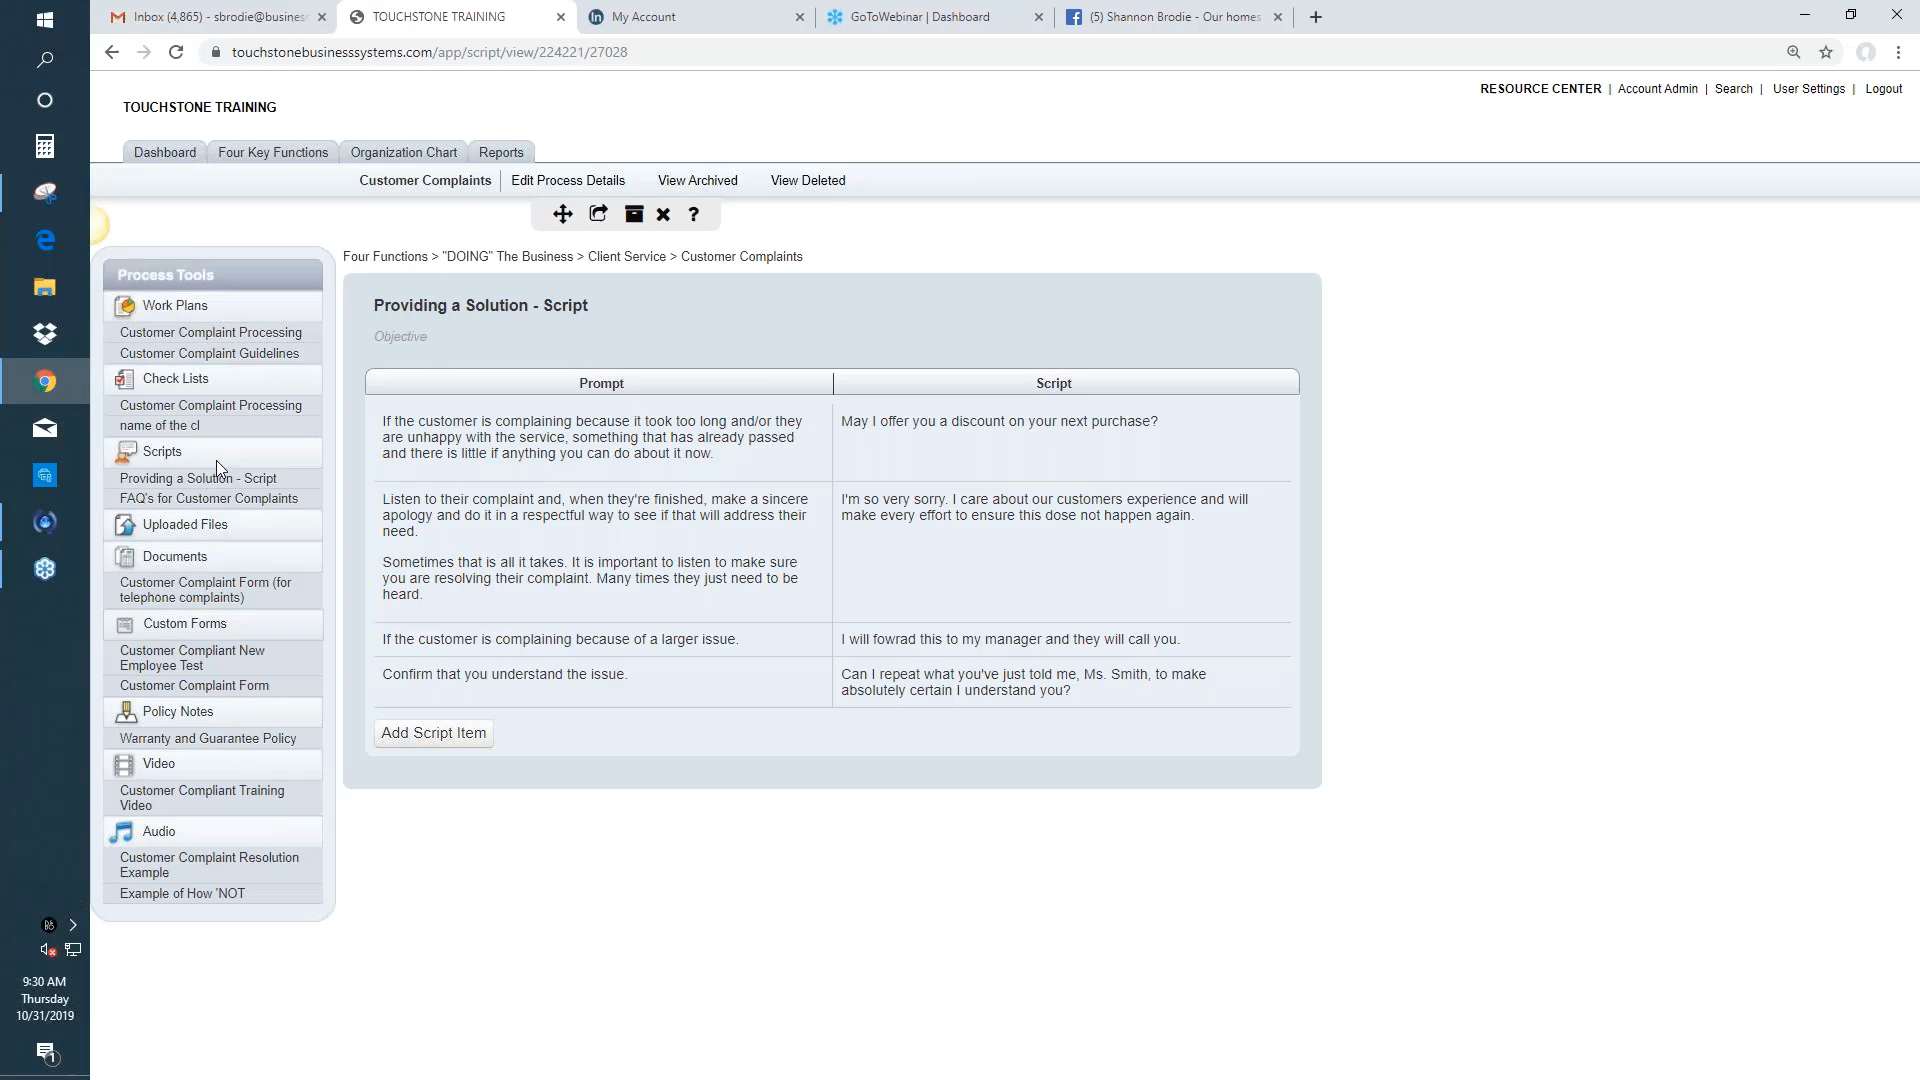 Inbox (4,865) - sbrodie@busines
TOUCHSTONE TRAINING
My Account
GoToWebinar | Dashboard
(5) Shannon Brodie - Our homes
touchstonebusinesssystems.com/app/script/view/224221/27028
RESOURCE CENTER | Account Admin | Search | User Settings | Logout
TOUCHSTONE TRAINING
Dashboard
Four Key Functions
Organization Chart
Reports
Customer Complaints
Edit Process Details
View Archived
View Deleted
?
Four Functions > "DOING" The Business > Client Service > Customer Complaints
Process Tools
Work Plans
Customer Complaint Processing
Customer Complaint Guidelines
Check Lists
Customer Complaint Processing
name of the cl
Scripts
Providing a Solution - Script
FAQ's for Customer Complaints
Uploaded Files
Documents
Customer Complaint Form (for
telephone complaints)
Custom Forms
Customer Compliant New
Employee Test
Customer Complaint Form
Policy Notes
Warranty and Guarantee Policy
Video
Customer Compliant Training
Video
Audio
Customer Complaint Resolution
Example
Example of How 'NOT
Providing a Solution - Script
Objective
Prompt
Script
If the customer is complaining because it took too long and/or they
are unhappy with the service, something that has already passed
and there is little if anything you can do about it now.
May I offer you a discount on your next purchase?
Listen to their complaint and, when they're finished, make a sincere
apology and do it in a respectful way to see if that will address their
need.
Sometimes that is all it takes. It is important to listen to make sure
you are resolving their complaint. Many times they just need to be
heard.
I'm so very sorry. I care about our customers experience and will
make every effort to ensure this dose not happen again.
If the customer is complaining because of a larger issue.
I will fowrad this to my manager and they will call you.
Confirm that you understand the issue.
Can I repeat what you've just told me, Ms. Smith, to make
absolutely certain I understand you?
Add Script Item
9:30 AM
Thursday
10/31/2019
1